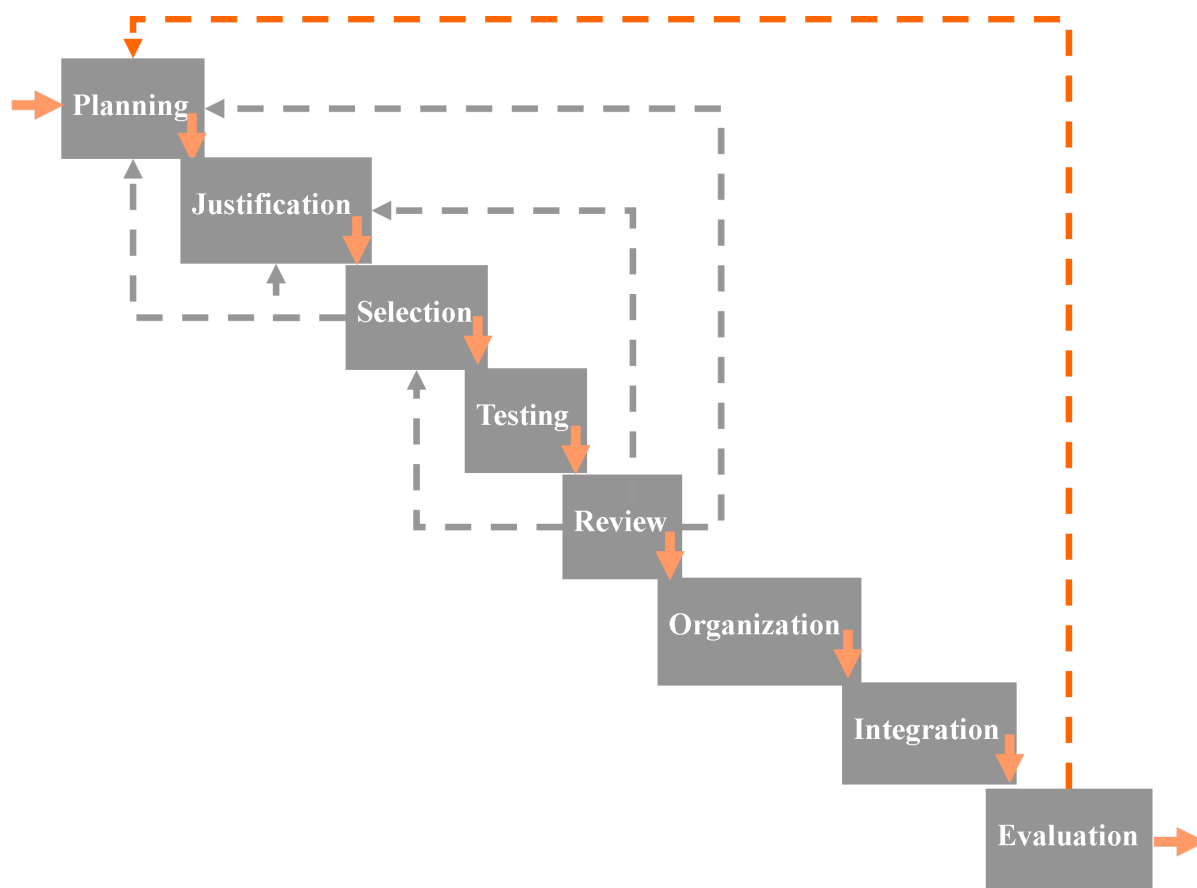 Planning
Justification
Selection
Testing
Review
Organization
Integration
Evaluation